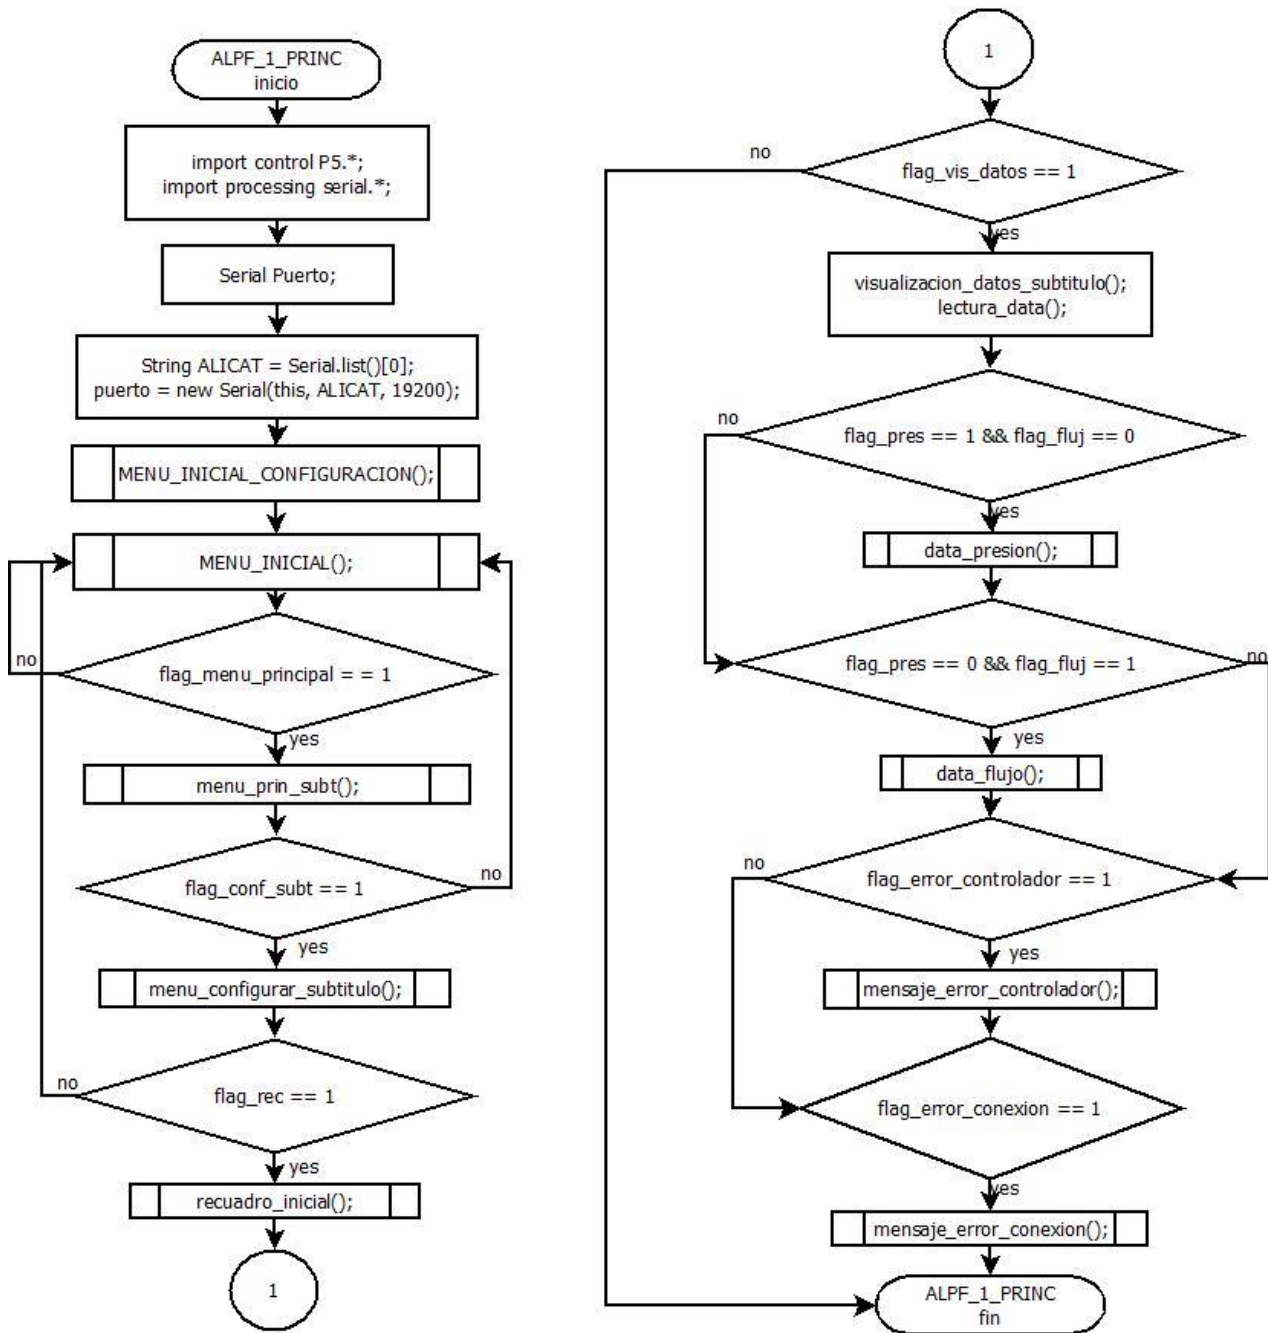 ALPF_1_PRINC
inicio
import control P5.*;
import processing serial.*;
Serial Puerto;
String ALICAT = Serial.list()[0];
puerto = new Serial(this, ALICAT, 19200);
MENU_INICIAL_CONFIGURACION();
MENU_INICIAL();
flag_menu_principal = = 1
no
yes
menu_prin_subt();
flag_conf_subt == 1
no
yes
menu_configurar_subtitulo();
flag_rec == 1
no
yes
recuadro_inicial();
1
1
flag_vis_datos == 1
no
yes
visualizacion_datos_subtitulo();
lectura_data();
flag_pres == 1 && flag_fluj == 0
no
yes
data_presion();
flag_pres == 0 && flag_fluj == 1
no
yes
data_flujo();
flag_error_controlador == 1
no
yes
mensaje_error_controlador();
flag_error_conexion == 1
yes
mensaje_error_conexion();
ALPF_1_PRINC
fin